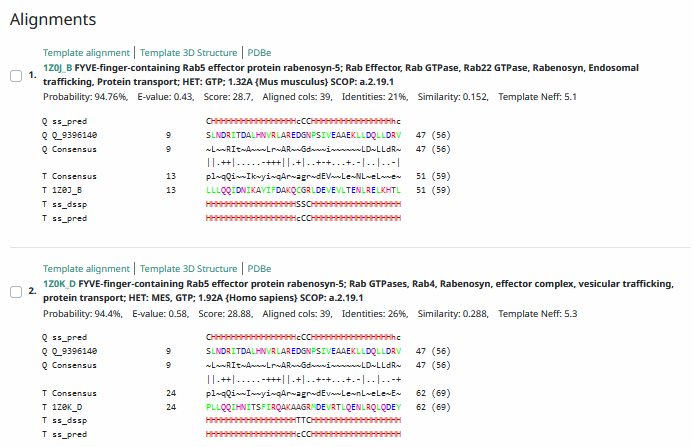 Alignments
Template alignment | Template 3D Structure | PDBe
1. 1Z0J_B FYVE-finger-containing Rab5 effector protein rabenosyn-5; Rab Effector, Rab GTPase, Rab22 GTPase, Rabenosyn, Endosomal
trafficking, Protein transport; HET: GTP; 1.32A {Mus musculus} SCOP: a.2.19.1
Probability: 94.76%, E-value: 0.43, Score: 28.7, Aligned cols: 39, Identities: 21%, Similarity: 0.152, Template Neff: 5.1
Q ss_pred CHHHHHHHHHHHHHHHHHHcCCHHHHHHHHHHHHHHHhc
Q Q_9396140 9 SLNDRITDALHNVRLAREDGNPSIVEAAEKLLDQLLDRV 47 (56)
Q Consensus 9 ~L~~RIt~A~~~Lr~AR~~Gd~~~i~~~~~~LD~LLdR~ 47 (56)
||.++|.....-+++||.+|..+-++...+.-|..|..-|
T Consensus 13 pl~qQi~~Ik~yi~qAr~agr~dEV~~Le~NL~eL~~e~ 51 (59)
T 1Z0J_B 13 LLLQQIDNIKAYIFDAKQCGRLDEVEVLTENLRELKHTL 51 (59)
T ss_dssp HHHHHHHHHHHHHHHHHHSSCHHHHHHHHHHHHHHHHHH
T ss_pred HHHHHHHHHHHHHHHHHHcCCHHHHHHHHHHHHHHHHHH
Template alignment | Template 3D Structure | PDBe
2. 1Z0K_D FYVE-finger-containing Rab5 effector protein rabenosyn-5; Rab GTPases, Rab4, Rabenosyn, effector complex, vesicular trafficking,
protein transport; HET: MES, GTP; 1.92A {Homo sapiens} SCOP: a.2.19.1
Probability: 94.4%, E-value: 0.58, Score: 28.88, Aligned cols: 39, Identities: 26%, Similarity: 0.288, Template Neff: 5.3
Q ss_pred CHHHHHHHHHHHHHHHHHHcCCHHHHHHHHHHHHHHHhc
Q Q_9396140 9 SLNDRITDALHNVRLAREDGNPSIVEAAEKLLDQLLDRV 47 (56)
Q Consensus 9 ~L~~RIt~A~~~Lr~AR~~Gd~~~i~~~~~~LD~LLdR~ 47 (56)
||.++|.....-+++||.+|..+-+..+..|.+|..|..-+
T Consensus 24 pl~qQi~~I~~yi~qAr~agr~dEv~~Le~nLeeLe~E~ 62 (69)
T 1Z0K_D 24 PLLQQIHNITSFIRQAKAAGRMDEVRTLQENLRQLQDEY 62 (69)
T ss_dssp HHHHHHHHHHHHHHHHHHTTCHHHHHHHHHHHHHHHHHH
T ss_pred HHHHHHHHHHHHHHHHHHcCCHHHHHHHHHHHHHHHHHH